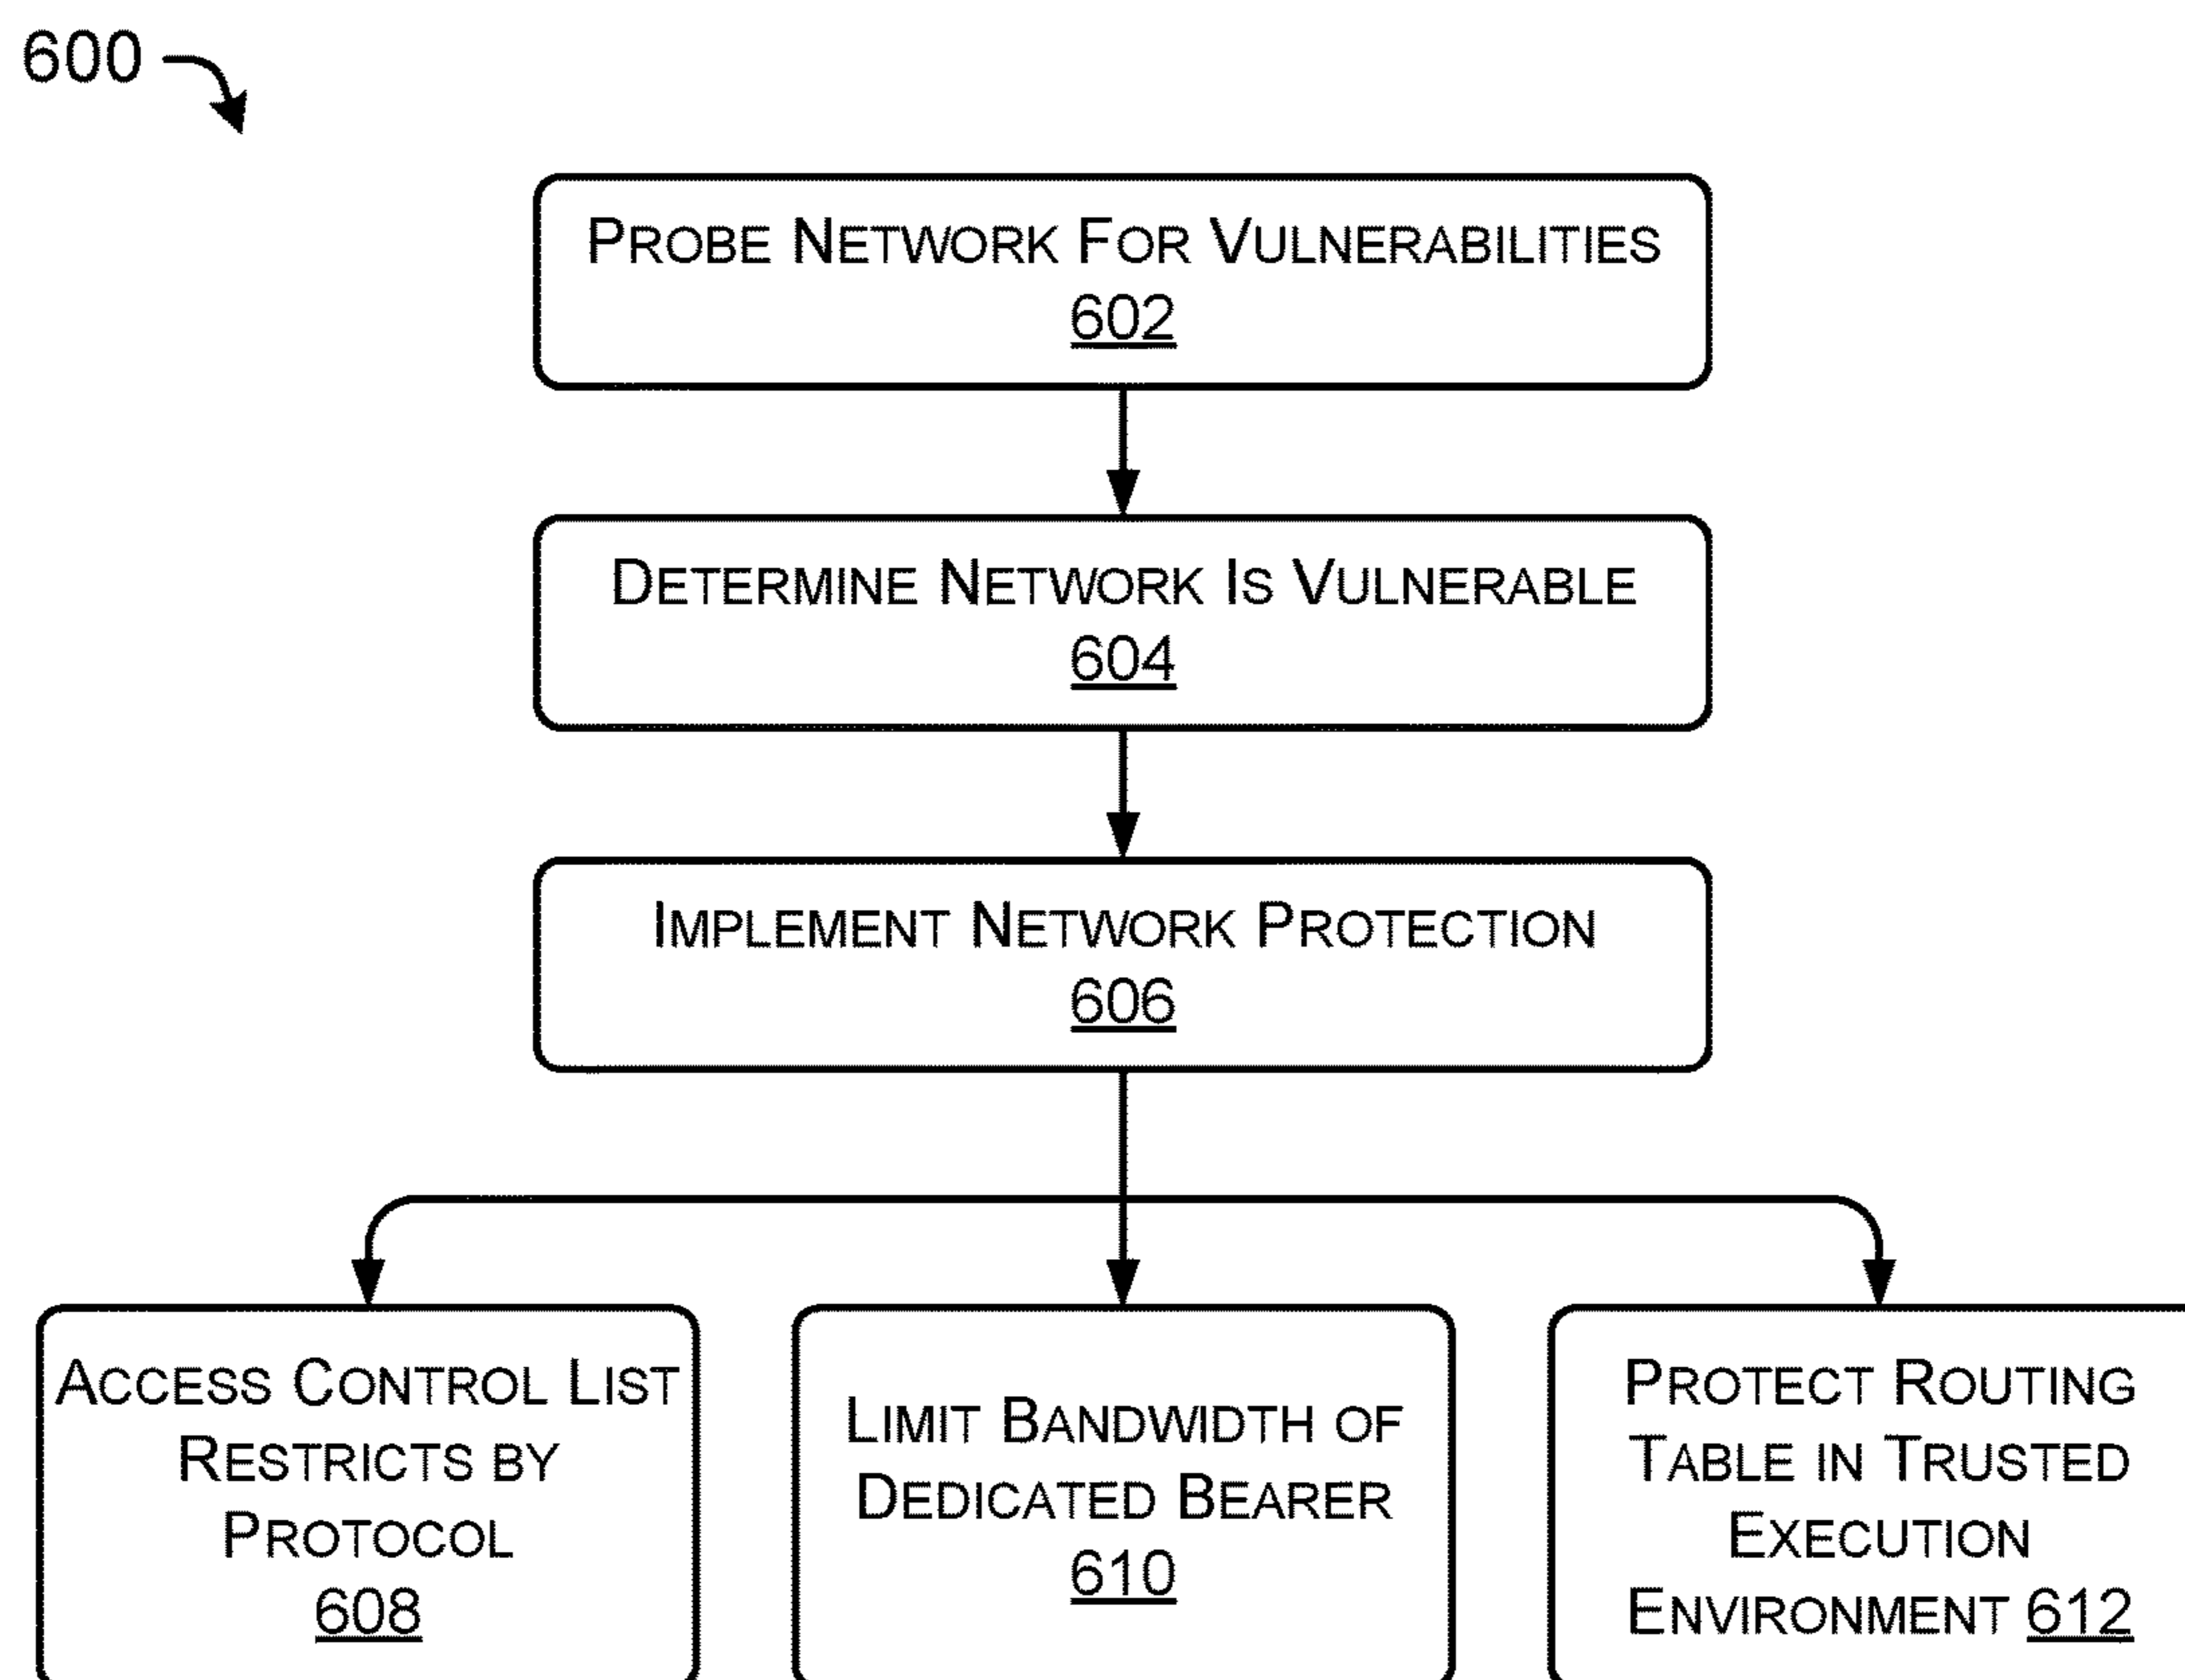 600
PROBE NETWORK FOR VULNERABILITIES
602
DETERMINE NETWORK IS VULNERABLE
604
IMPLEMENT NETWORK PROTECTION
606
ACCESS CONTROL LIST
RESTRICTS BY
PROTOCOL
608
LIMIT BANDWIDTH OF
DEDICATED BEARER
610
PROTECT ROUTING
TABLE IN TRUSTED
EXECUTION
ENVIRONMENT 612